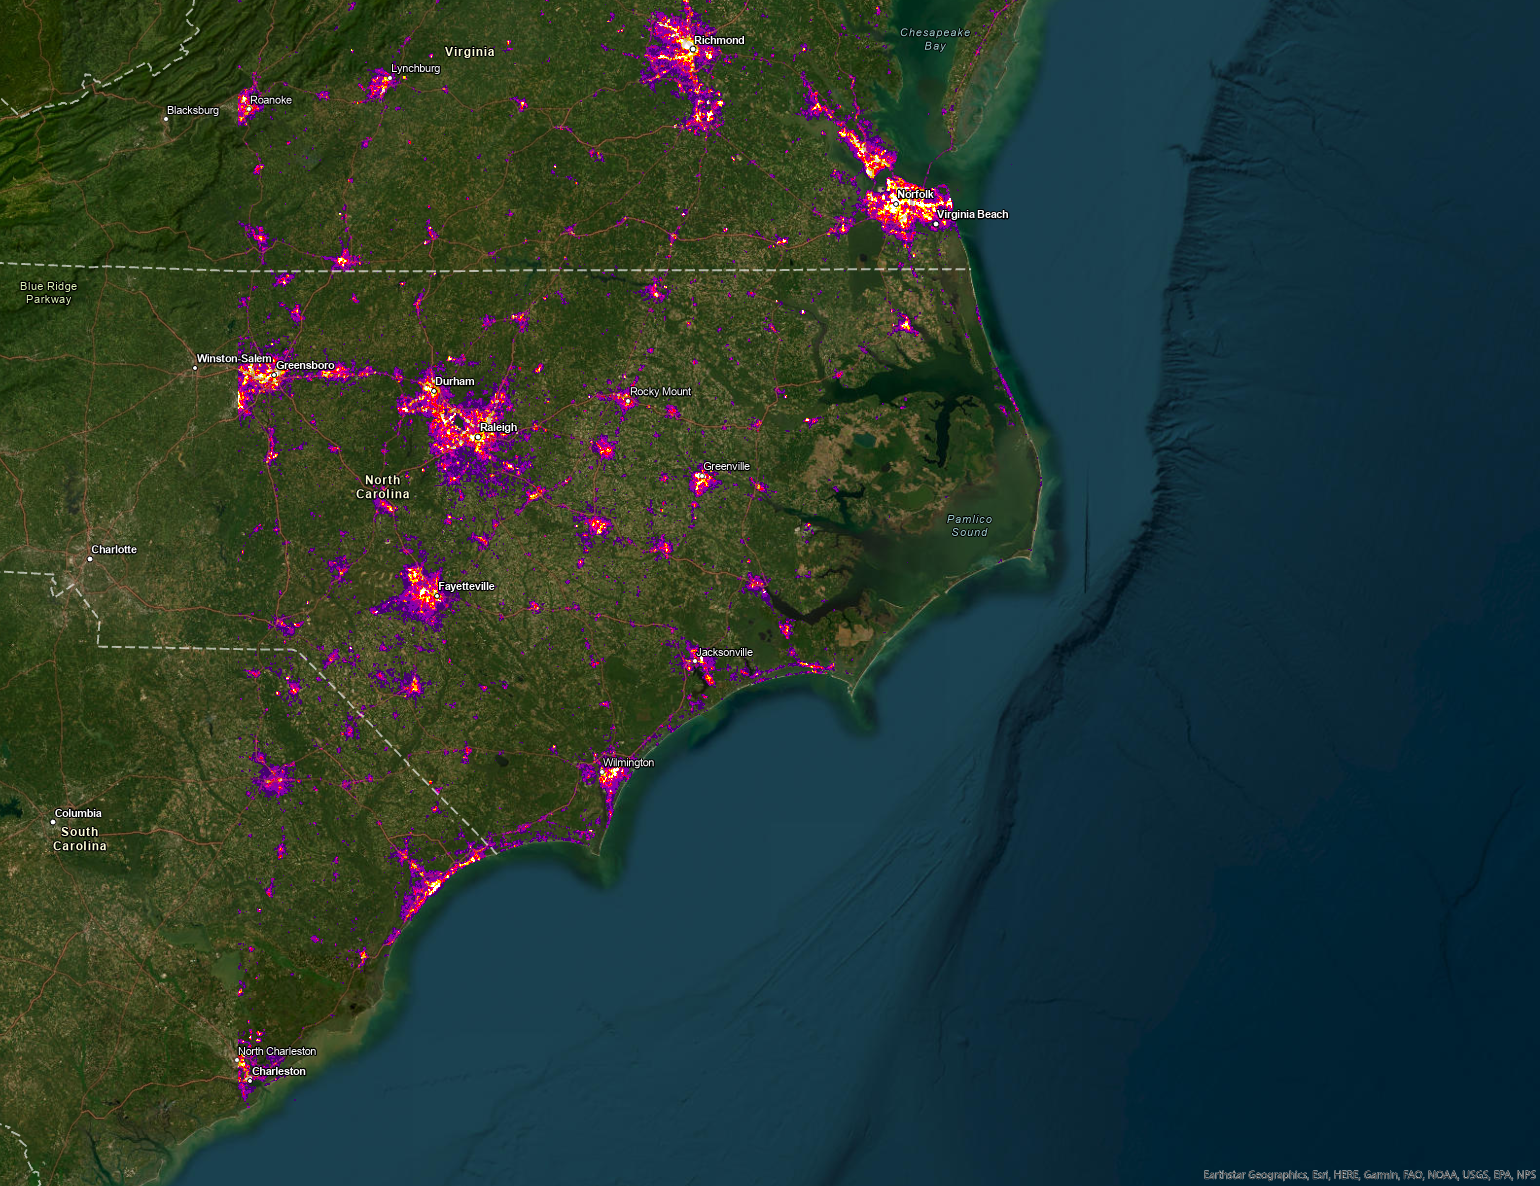 Chesapeake
Bay
Richmond
Virginia
Lynchburg
Roanoke
Blacksburg
Norfolk
Virginia Beach
Blue Ridge
Parkway
Winston-Salem
Greensboro
Durham
Rocky Mount
Raleigh
Greenville
North
Carolina
Pamlico
Sound
Charlotte
Fayetteville
Jacksonville
Wilmington
Columbia
South
Carolina
North Charleston
Charleston
Earthstar Geographics, Esri, HERE, Garmin, FAO, NOAA, USGS, EPA, NPS